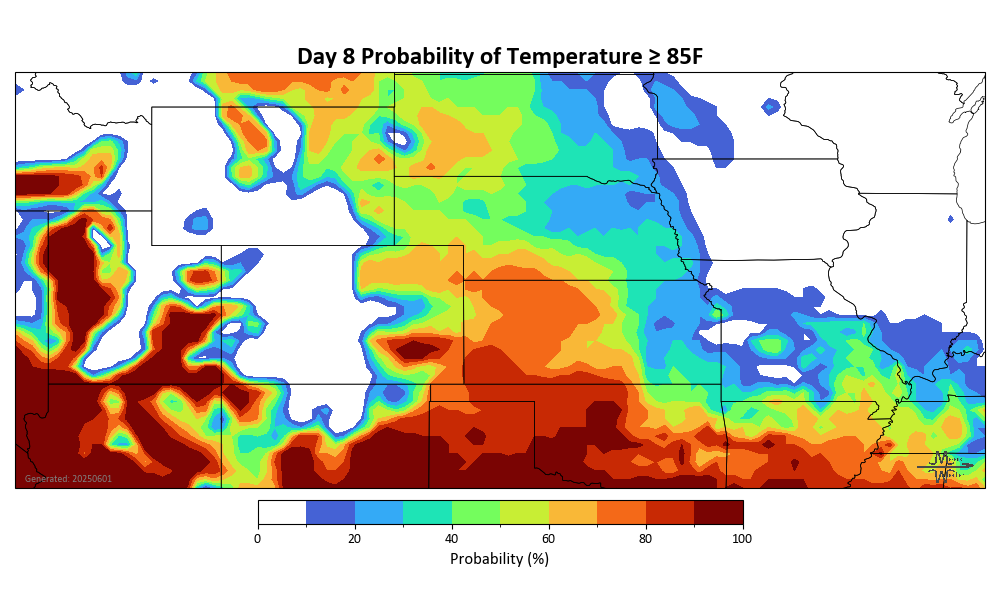 Day 8 Probability of Temperature ≥ 85F
Generated: 20250601
0 20 40 60 80 100
Probability (%)